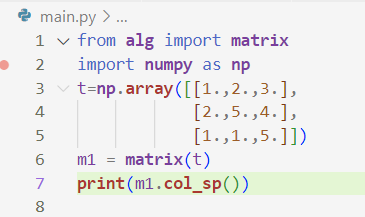 main.py > ...
1 from alg import matrix
2 import numpy as np
3 t=np.array([[1.,2.,3.],
4             [2.,5.,4.],
5             [1.,1.,5.]])
6 m1 = matrix(t)
7 print(m1.col_sp())
8